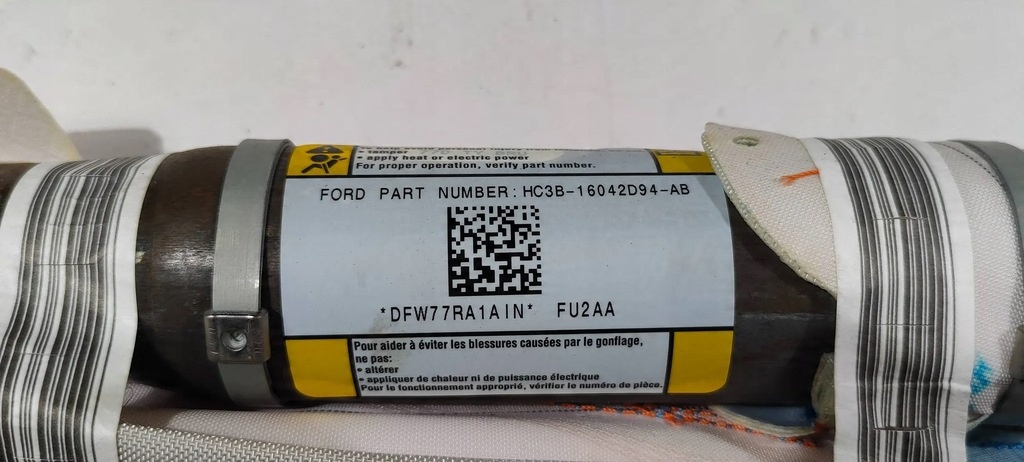 • tamper
• apply heat or electric power
For proper operation, verify part number.
FORD PART NUMBER: HC3B-16042D94-AB
*DFW77RA1AIN* FU2AA
Pour aider à éviter les blessures causées par le gonflage,
ne pas:
• altérer
• appliquer de chaleur ni de puissance électrique
Pour le fonctionnement approprié, vérifier le numéro de pièce.